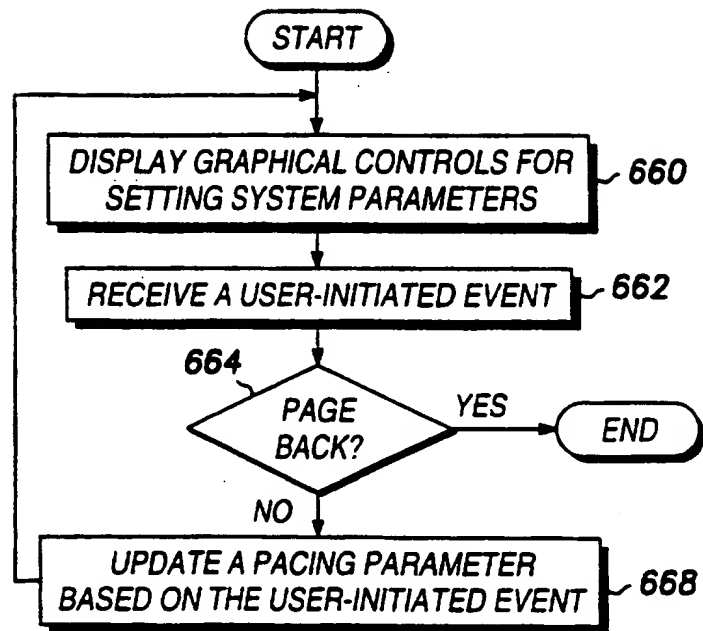 START
DISPLAY GRAPHICAL CONTROLS FOR
SETTING SYSTEM PARAMETERS
660
RECEIVE A USER-INITIATED EVENT
662
664
PAGE
BACK?
YES
END
NO
UPDATE A PACING PARAMETER
BASED ON THE USER-INITIATED EVENT
668